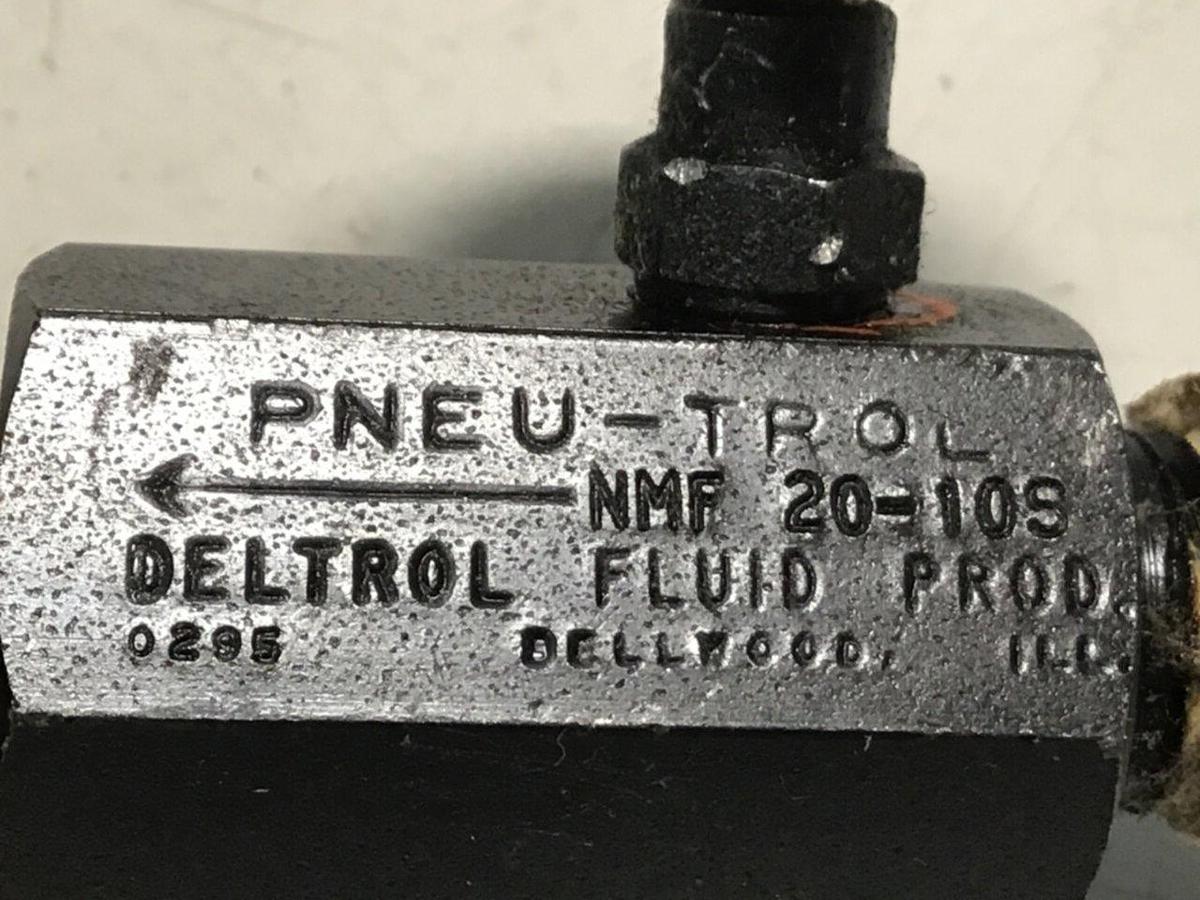 PNEU-TROL
NMF 20-10S
DELTROL FLUID PROD.
0295 BELLWOOD, ILL.